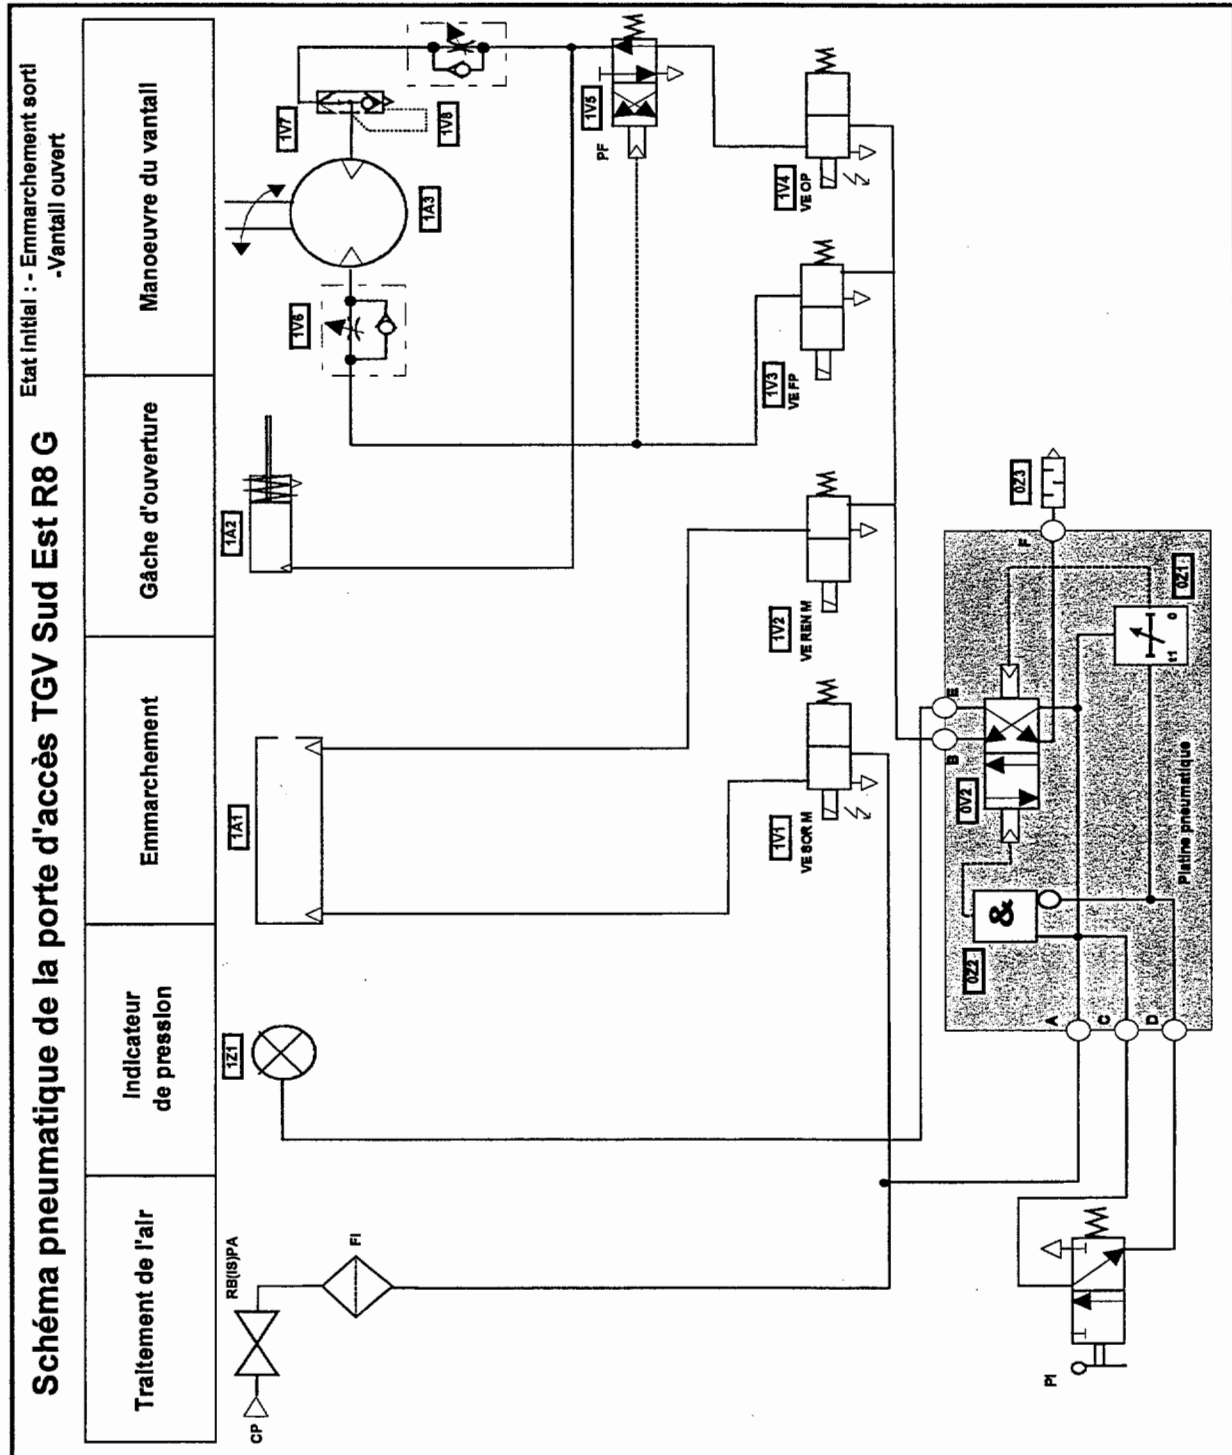 Schéma pneumatique de la porte d'accès TGV Sud Est R8 G
Etat initial : - Emmarchement sorti
-Vantail ouvert
Traitement de l'air
Indicateur
de pression
Emmarchement
Gâche d'ouverture
Manoeuvre du vantail
CP
RB(IS)PA
FI
1Z1
1A1
1A2
1V6
1A3
1V7
1V8
1V5
PF
1V1
VE SOR M
1V2
VE REN M
1V3
VE FP
1V4
VE OP
PI
A
C
D
0Z2
&
0V2
B
E
F
0Z3
0Z1
t1
0
Platine pneumatique